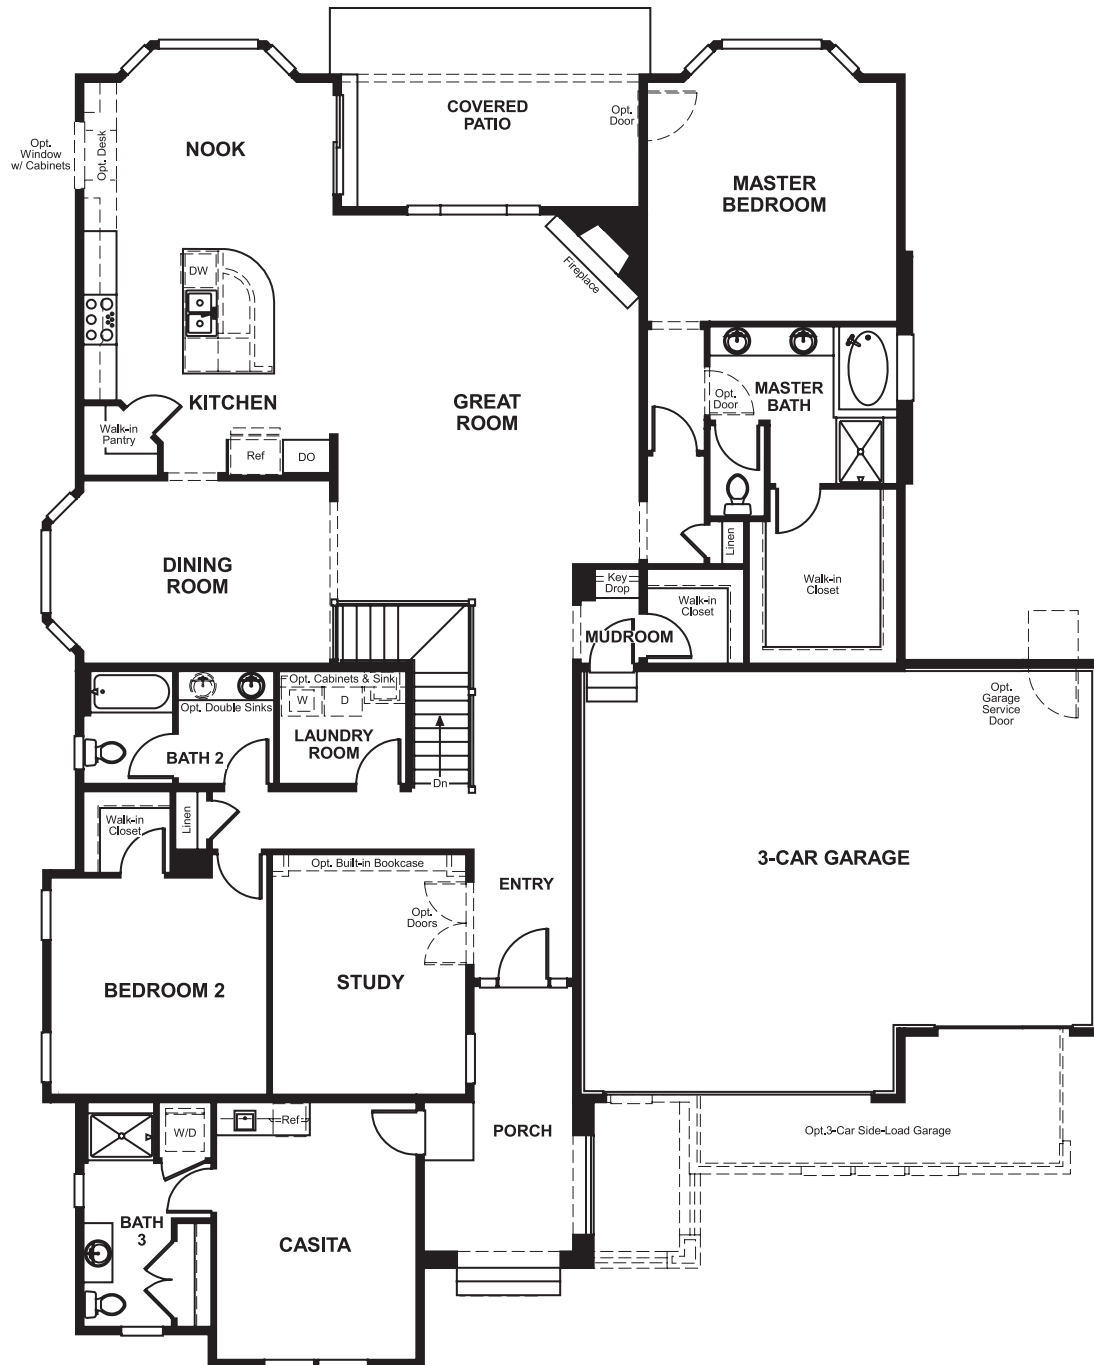 COVERED
PATIO
Opt.
Door
Opt.
Window
w/ Cabinets
Opt. Desk
NOOK
MASTER
BEDROOM
Fireplace
DW
KITCHEN
GREAT
ROOM
MASTER
BATH
Opt.
Door
Walk-in
Pantry
Ref
DO
Linen
DINING
ROOM
Key
Drop
Walk-in
Closet
Walk-in
Closet
MUDROOM
Opt. Cabinets & Sink
W
D
Opt. Double Sinks
LAUNDRY
ROOM
BATH 2
Dn
Opt.
Garage
Service
Door
Walk-in
Closet
Linen
Opt. Built-in Bookcase
3-CAR GARAGE
ENTRY
Opt.
Doors
BEDROOM 2
STUDY
W/D
Ref
PORCH
Opt.3-Car Side-Load Garage
BATH
3
CASITA